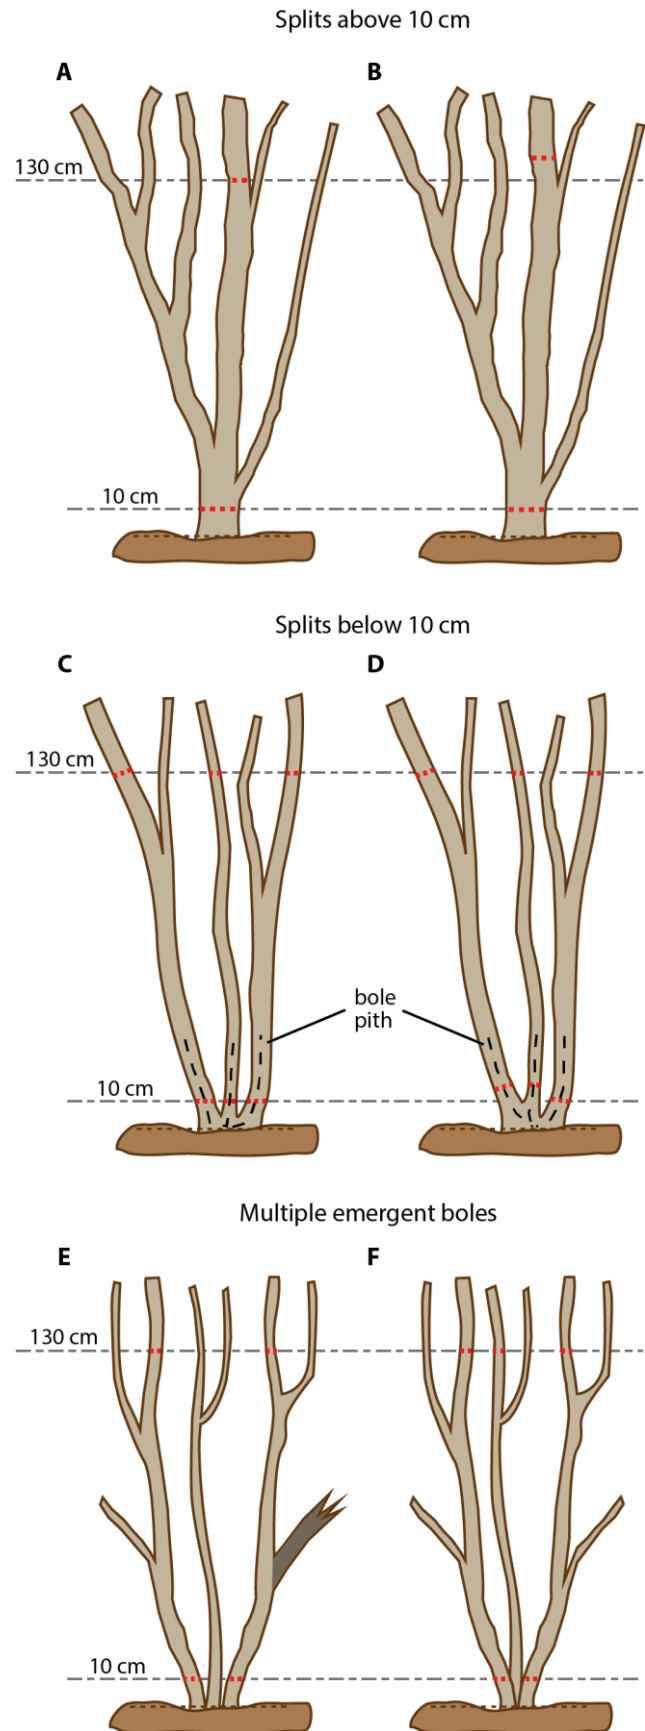 Splits above 10 cm
A
B
130 cm
10 cm
Splits below 10 cm
C
D
130 cm
bole
pith
10 cm
Multiple emergent boles
E
F
130 cm
10 cm